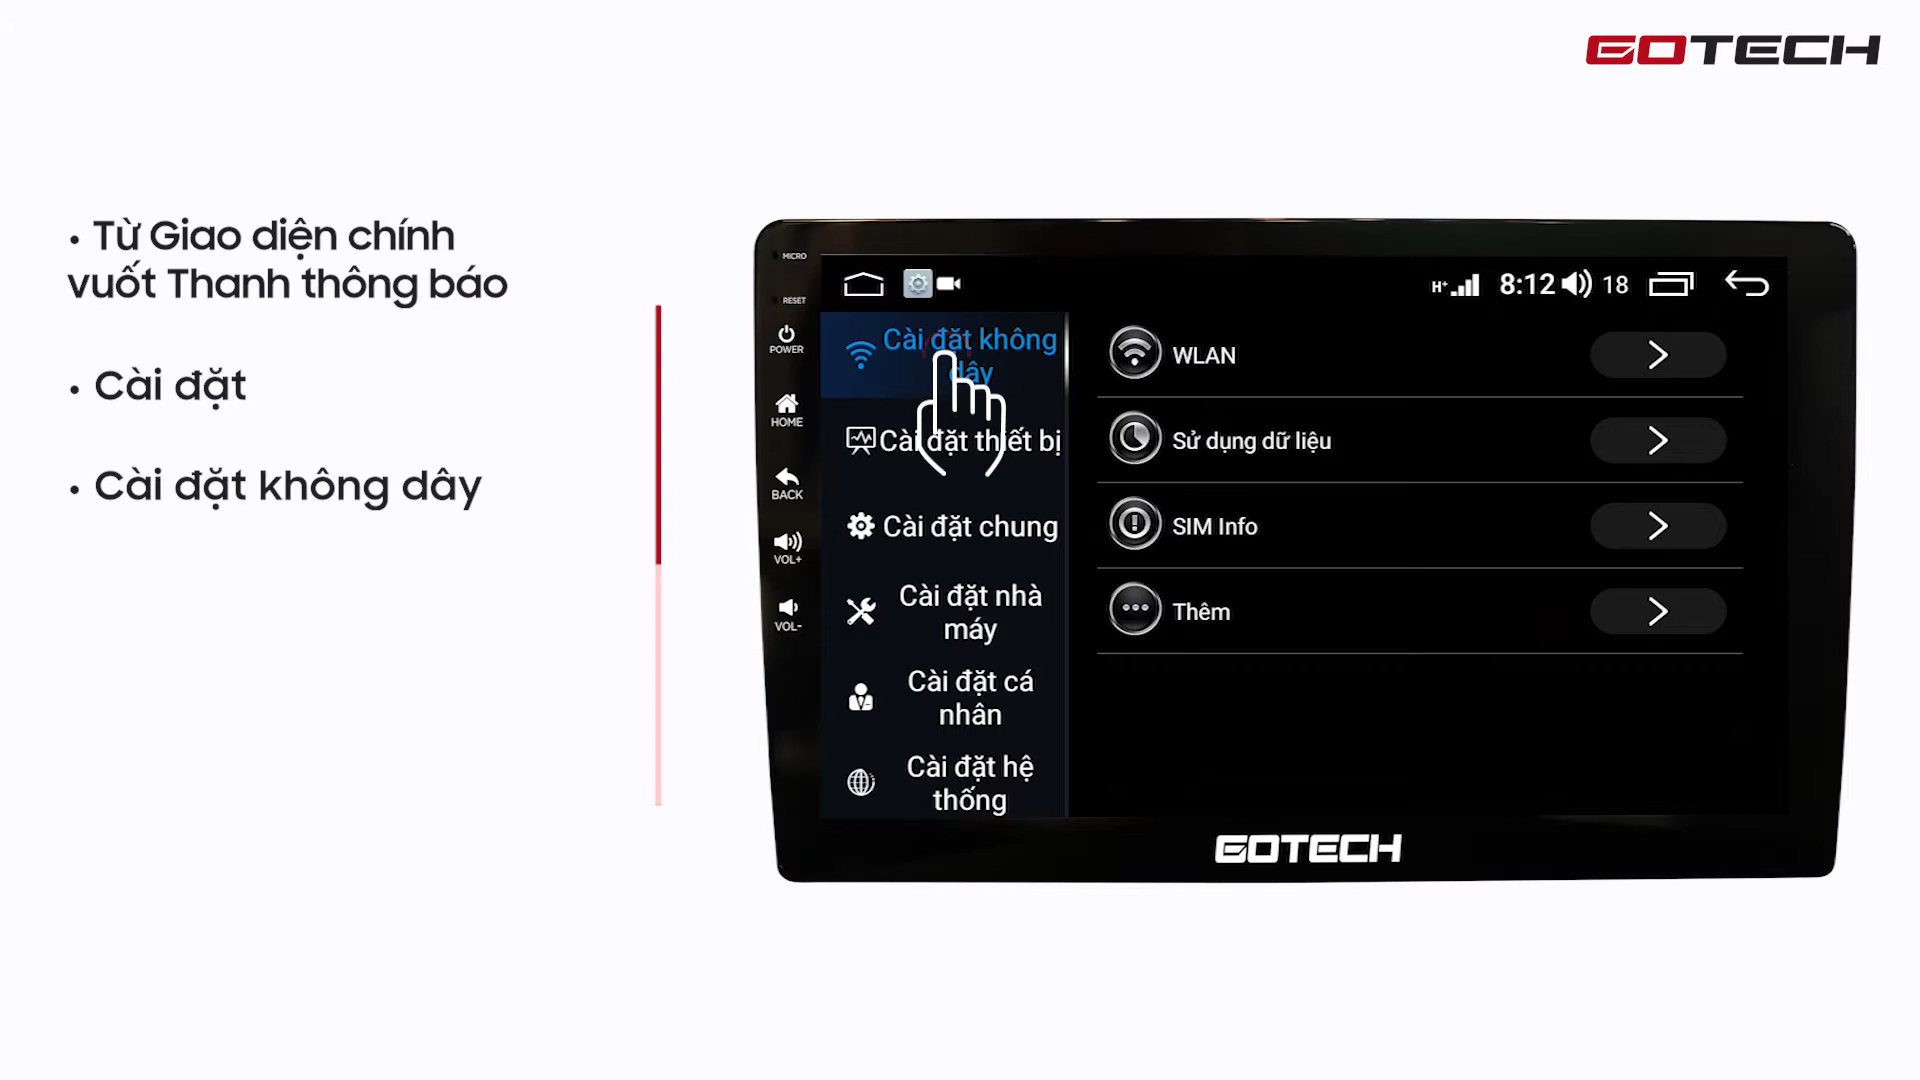 GOTECH
• Từ Giao diện chính
vuốt Thanh thông báo
• Cài đặt
• Cài đặt không dây
MICRO
RESET
POWER
HOME
BACK
VOL+
VOL-
H+ 8:12 18
Cài đặt không
dây
Cài đặt thiết bị
Cài đặt chung
Cài đặt nhà
máy
Cài đặt cá
nhân
Cài đặt hệ
thống
WLAN
Sử dụng dữ liệu
SIM Info
Thêm
GOTECH